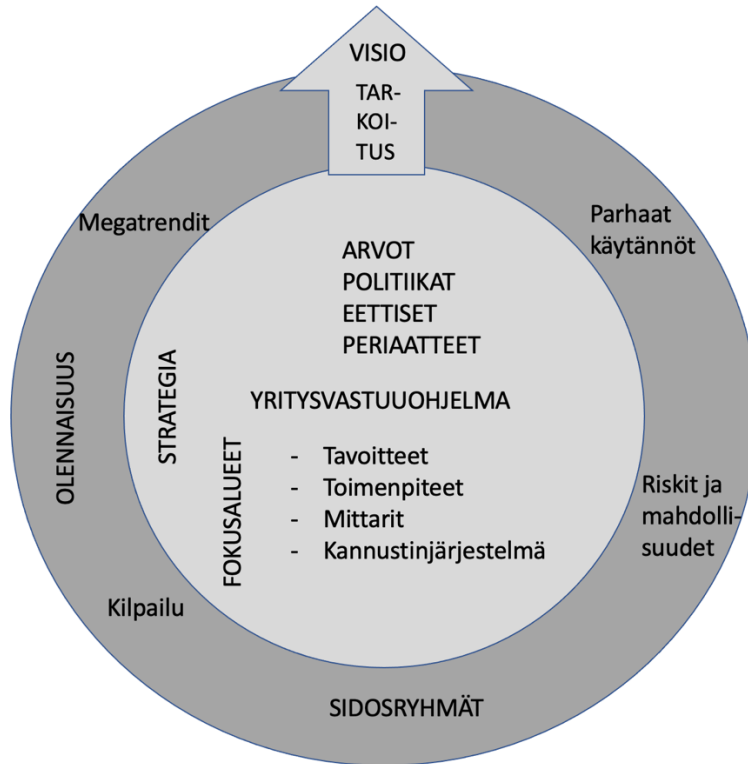 VISIO
TAR-
KOI-
TUS
Megatrendit
Parhaat
käytännöt
ARVOT
POLITIIKAT
EETTISET
PERIAATTEET
OLENNAISUUS
STRATEGIA
YRITYSVASTUUOHJELMA
FOKUSALUEET
- Tavoitteet
- Toimenpiteet
- Mittarit
- Kannustinjärjestelmä
Riskit ja
mahdolli-
suudet
Kilpailu
SIDOSRYHMÄT